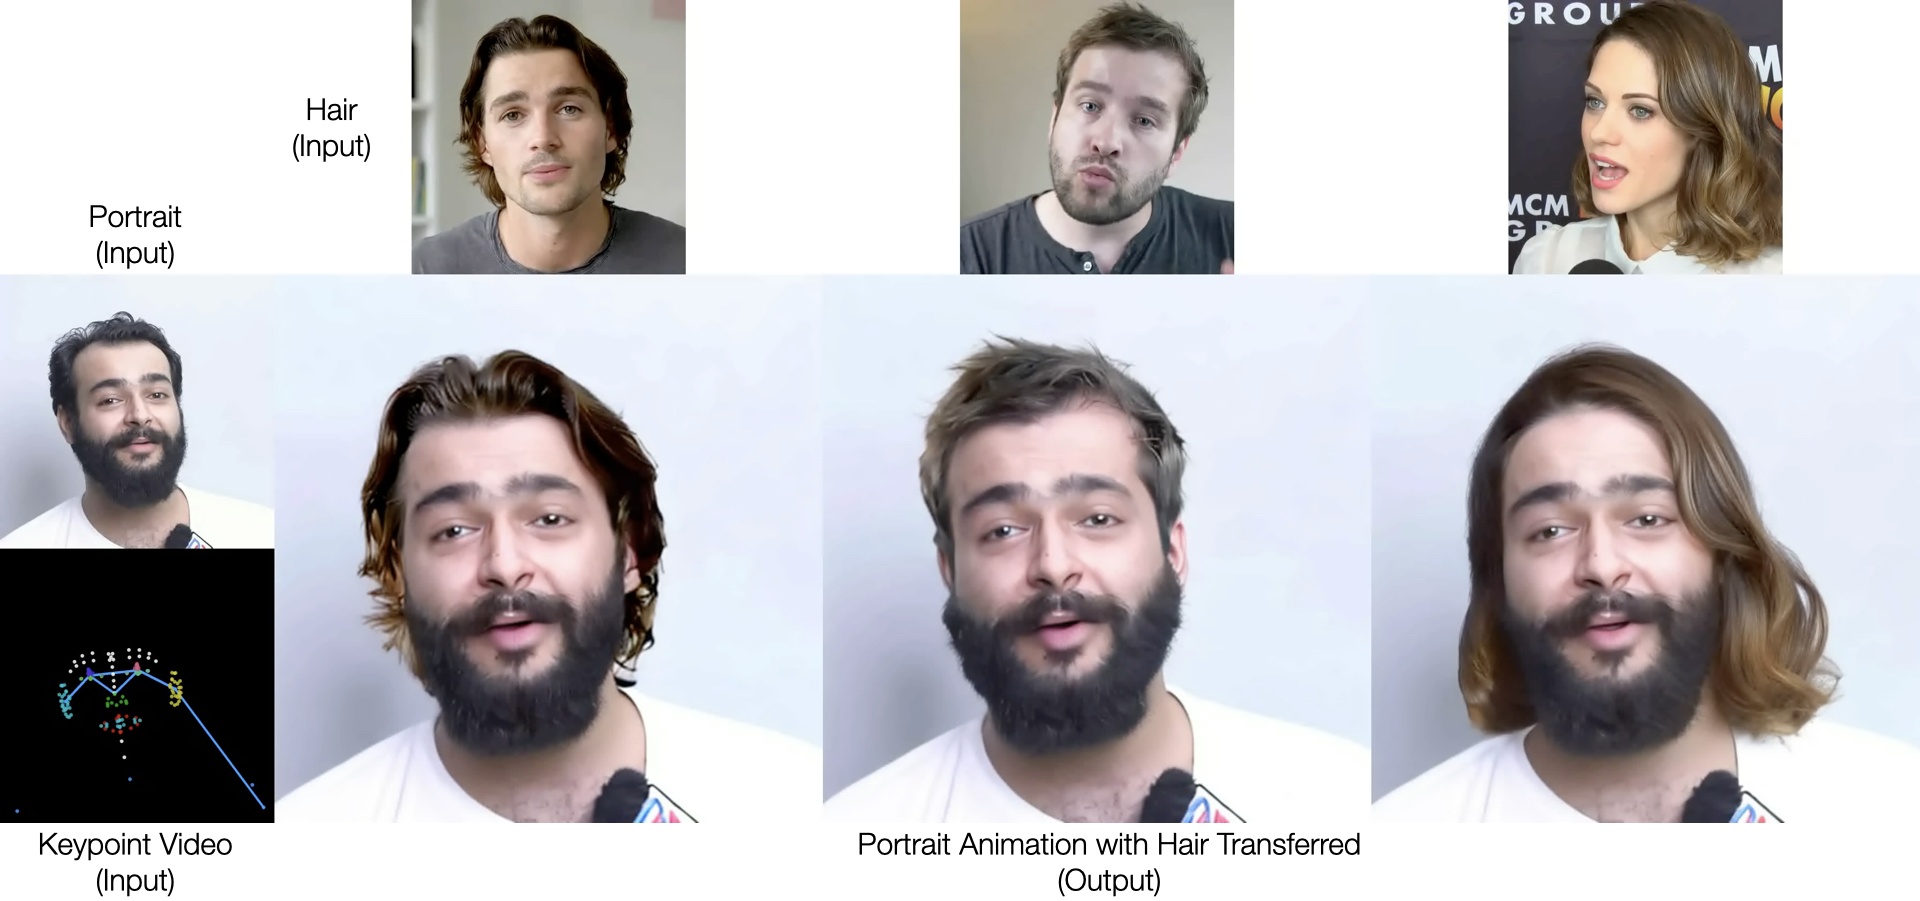 GROU
M
Hair
(Input)
MCM
Portrait
(Input)
Keypoint Video
(Input)
Portrait Animation with Hair Transferred
(Output)